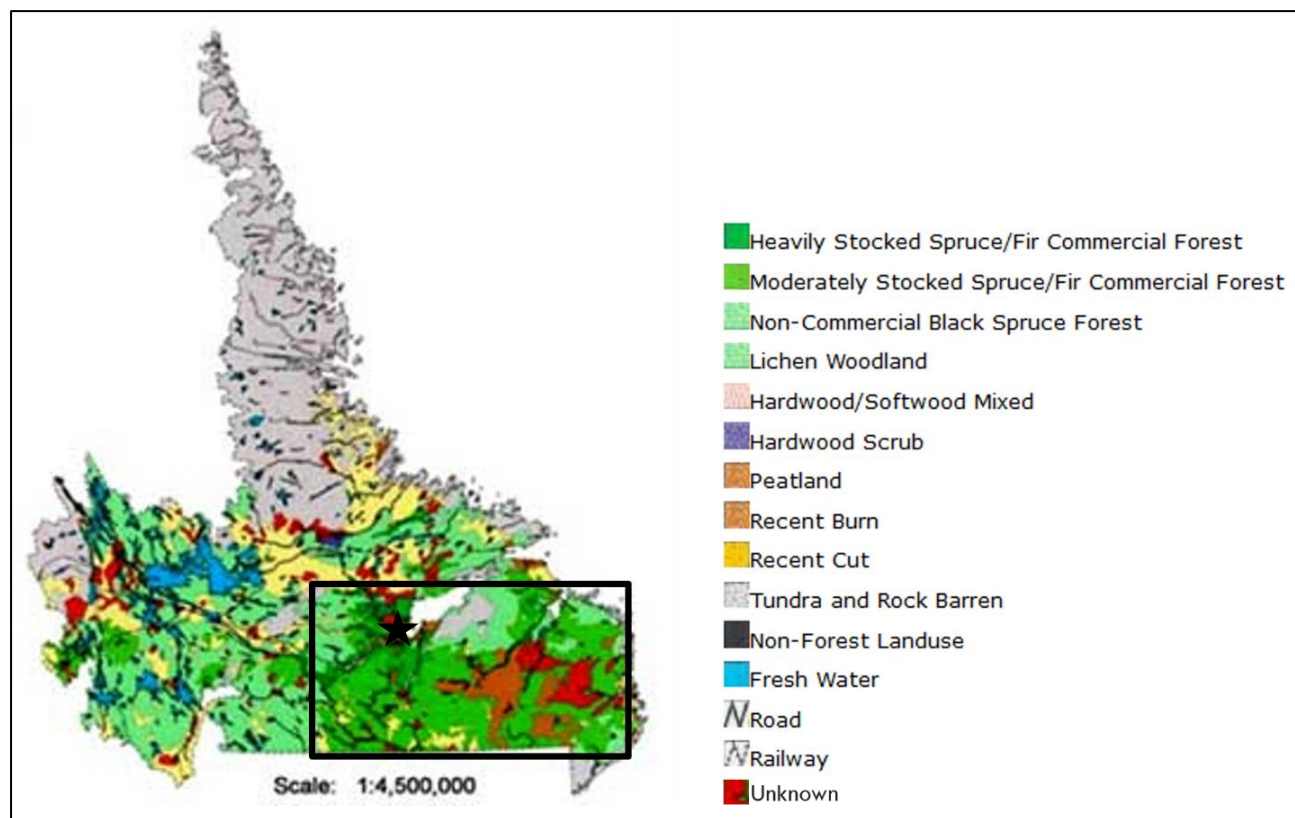 Heavily Stocked Spruce/Fir Commercial Forest
Moderately Stocked Spruce/Fir Commercial Forest
Non-Commercial Black Spruce Forest
Lichen Woodland
Hardwood/Softwood Mixed
Hardwood Scrub
Peatland
Recent Burn
Recent Cut
Tundra and Rock Barren
Non-Forest Landuse
Fresh Water
Road
Railway
Unknown
Scale: 1:4,500,000